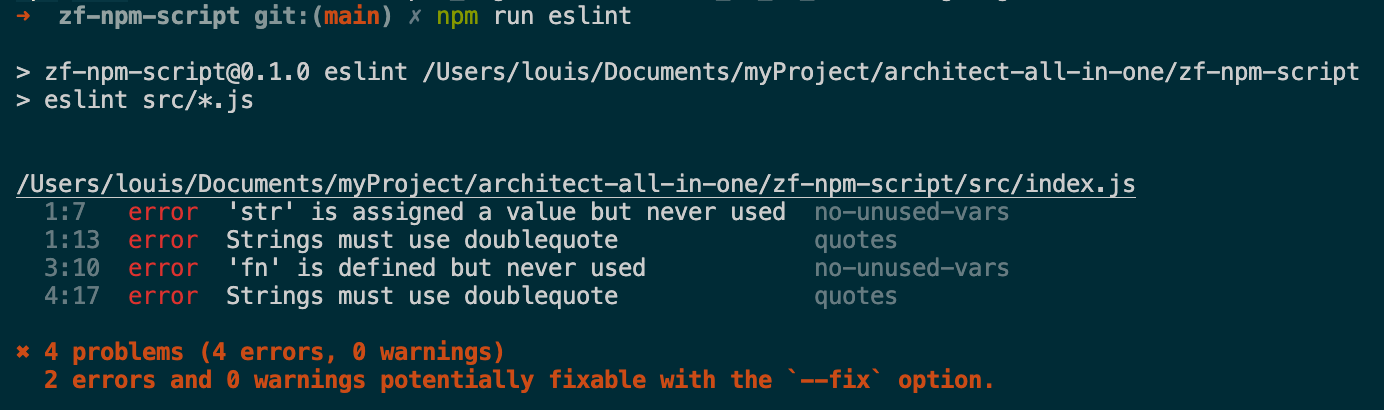 → zf-npm-script git:(main) ✗ npm run eslint
> zf-npm-script@0.1.0 eslint /Users/louis/Documents/myProject/architect-all-in-one/zf-npm-script
> eslint src/*.js
/Users/louis/Documents/myProject/architect-all-in-one/zf-npm-script/src/index.js
1:7 error 'str' is assigned a value but never used no-unused-vars
1:13 error Strings must use doublequote quotes
3:10 error 'fn' is defined but never used no-unused-vars
4:17 error Strings must use doublequote quotes
✖ 4 problems (4 errors, 0 warnings)
2 errors and 0 warnings potentially fixable with the `--fix` option.